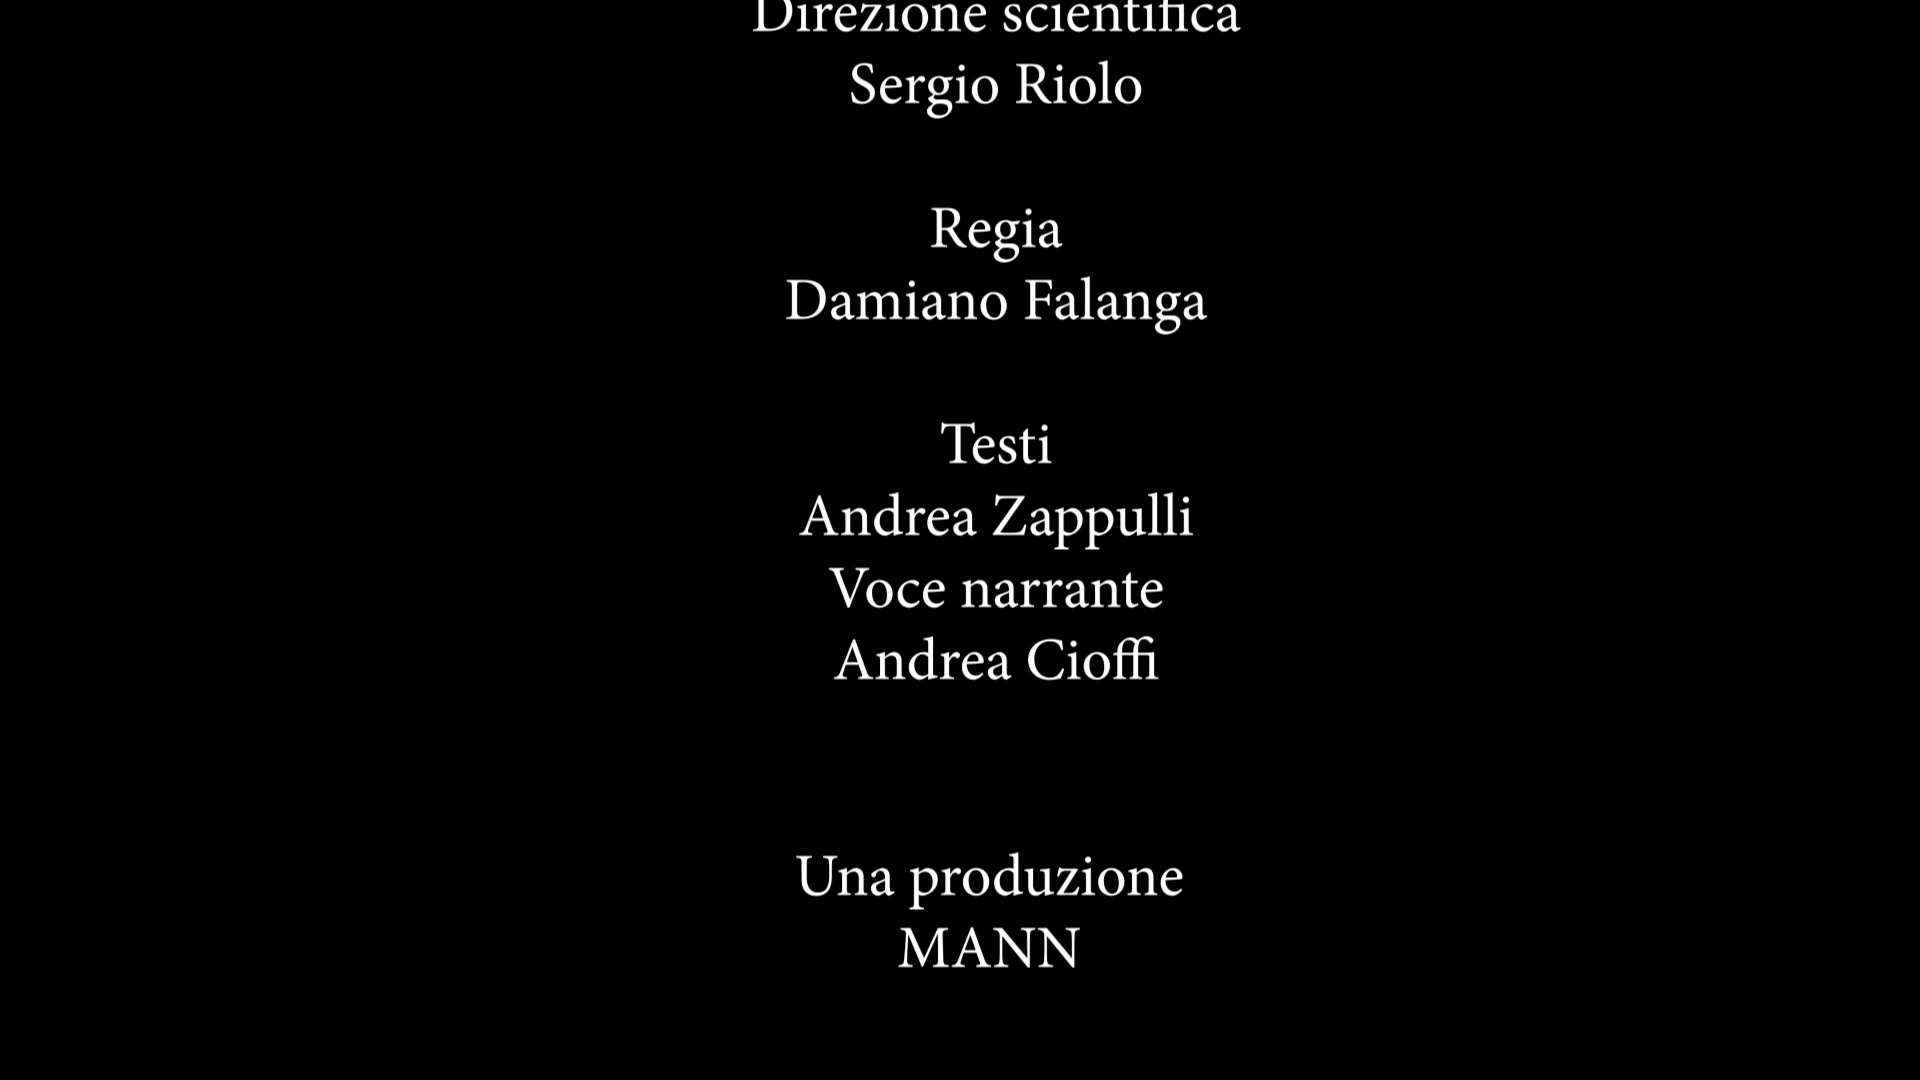 Direzione scientifica
Sergio Riolo
Regia
Damiano Falanga
Testi
Andrea Zappulli
Voce narrante
Andrea Cioffi
Una produzione
MANN